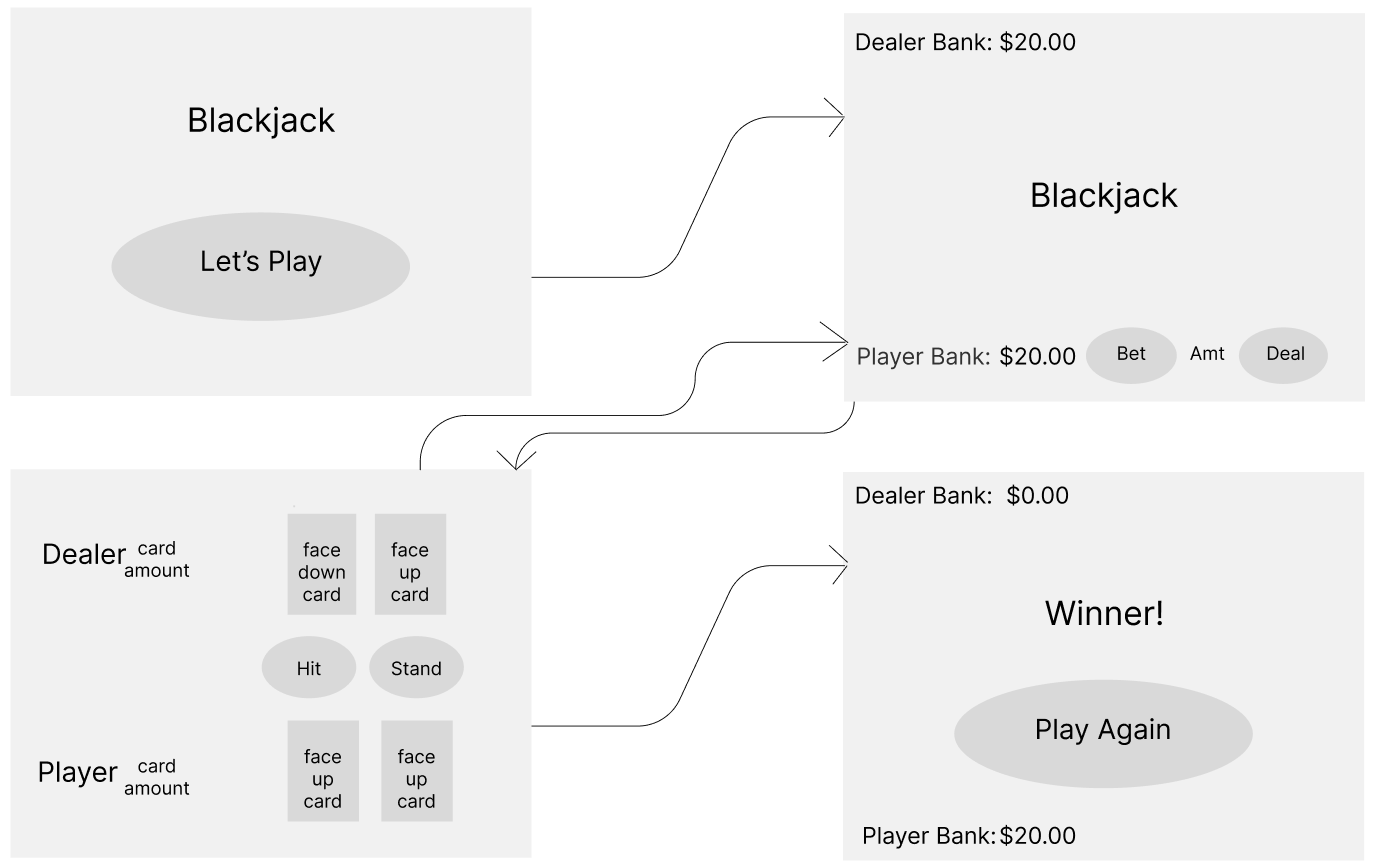 Blackjack
Let’s Play
Dealer Bank: $20.00
Blackjack
Player Bank: $20.00 Bet Amt Deal
Dealer card
amount
face
down
card
face
up
card
Hit
Stand
Player card
amount
face
up
card
face
up
card
Dealer Bank: $0.00
Winner!
Play Again
Player Bank: $20.00